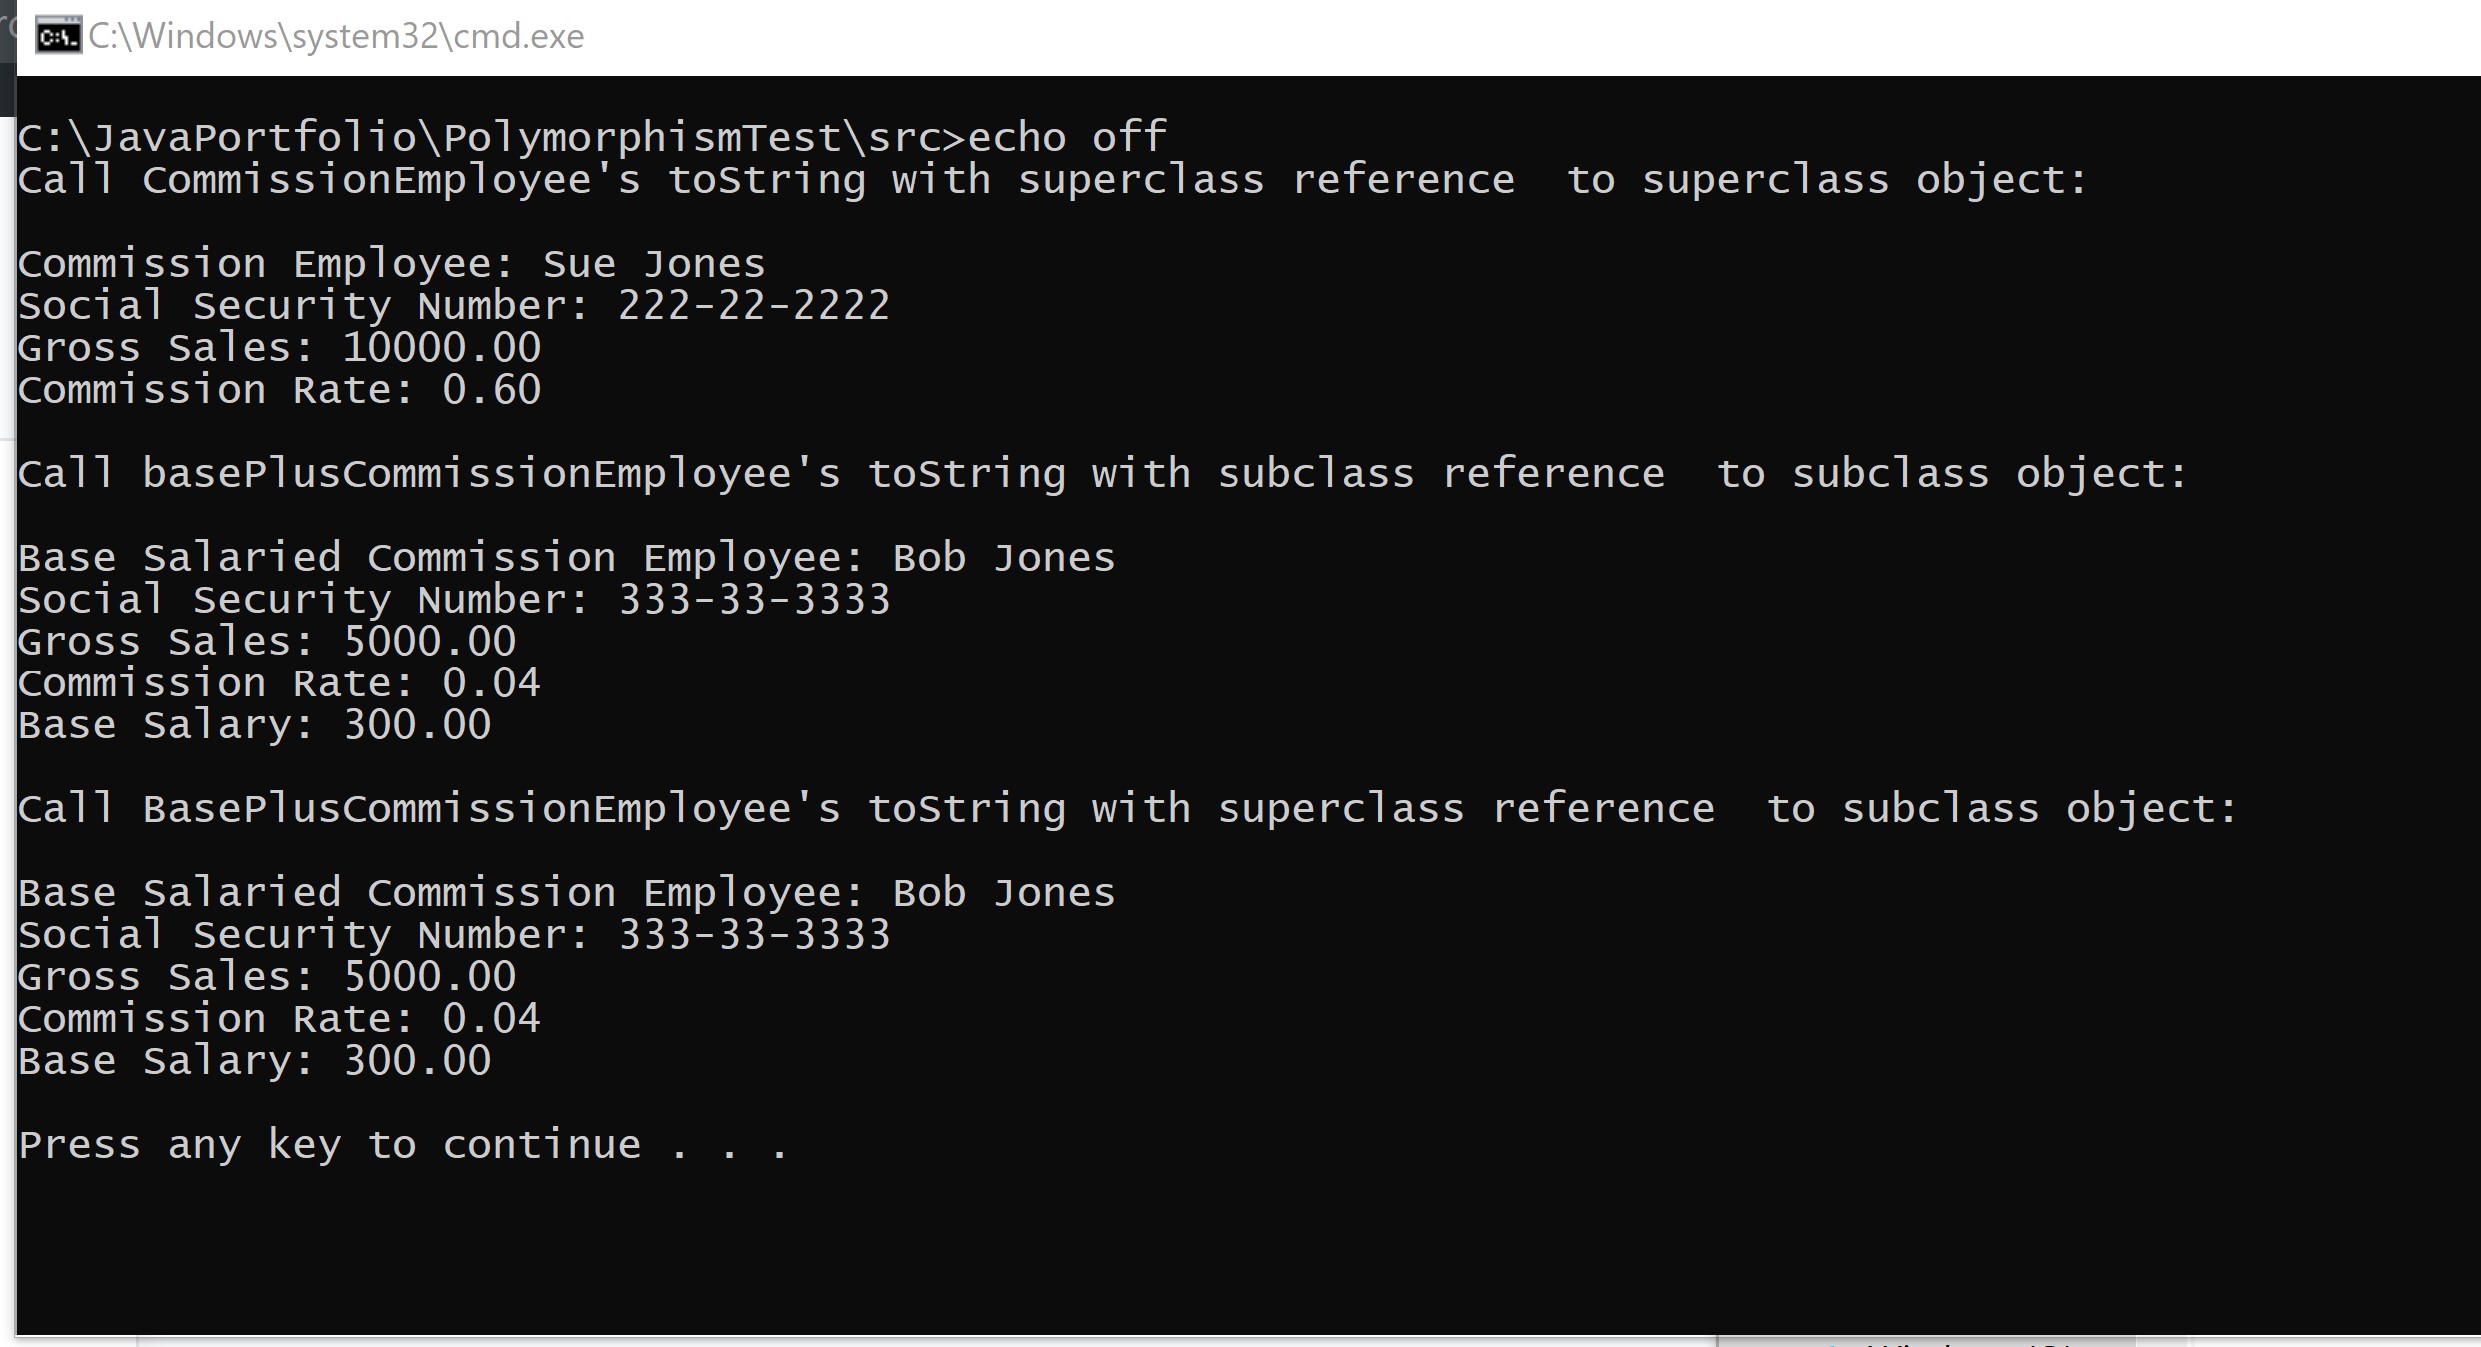 C:\Windows\system32\cmd.exe
C:\JavaPortfolio\PolymorphismTest\src>echo off
Call CommissionEmployee's toString with superclass reference  to superclass object:
Commission Employee: Sue Jones
Social Security Number: 222-22-2222
Gross Sales: 10000.00
Commission Rate: 0.60
Call basePlusCommissionEmployee's toString with subclass reference  to subclass object:
Base Salaried Commission Employee: Bob Jones
Social Security Number: 333-33-3333
Gross Sales: 5000.00
Commission Rate: 0.04
Base Salary: 300.00
Call BasePlusCommissionEmployee's toString with superclass reference  to subclass object:
Base Salaried Commission Employee: Bob Jones
Social Security Number: 333-33-3333
Gross Sales: 5000.00
Commission Rate: 0.04
Base Salary: 300.00
Press any key to continue . . .